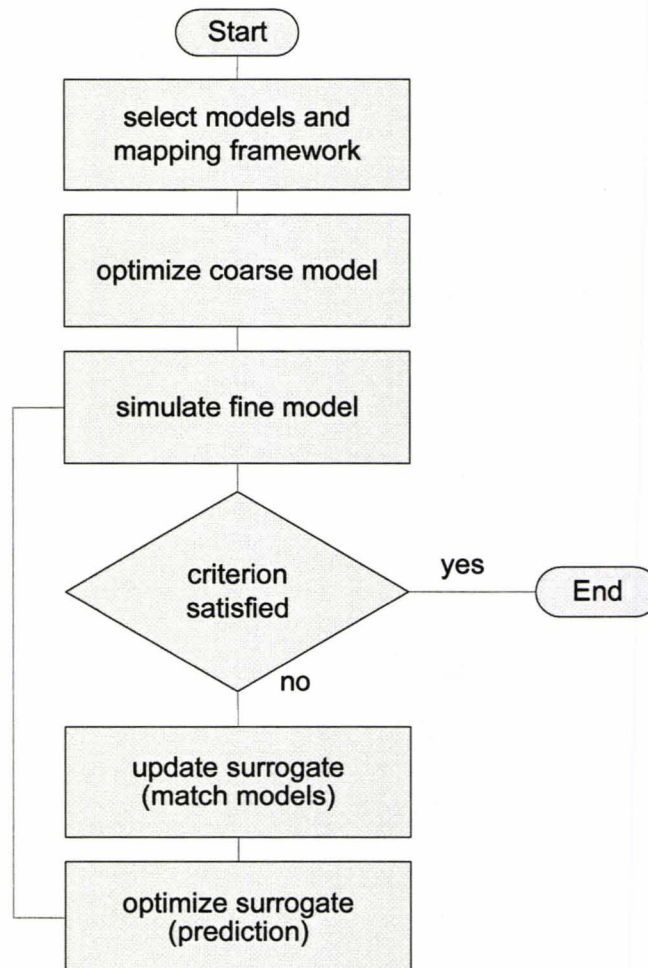 Start
select models and
mapping framework
optimize coarse model
simulate fine model
criterion
satisfied
yes
End
no
update surrogate
(match models)
optimize surrogate
(prediction)